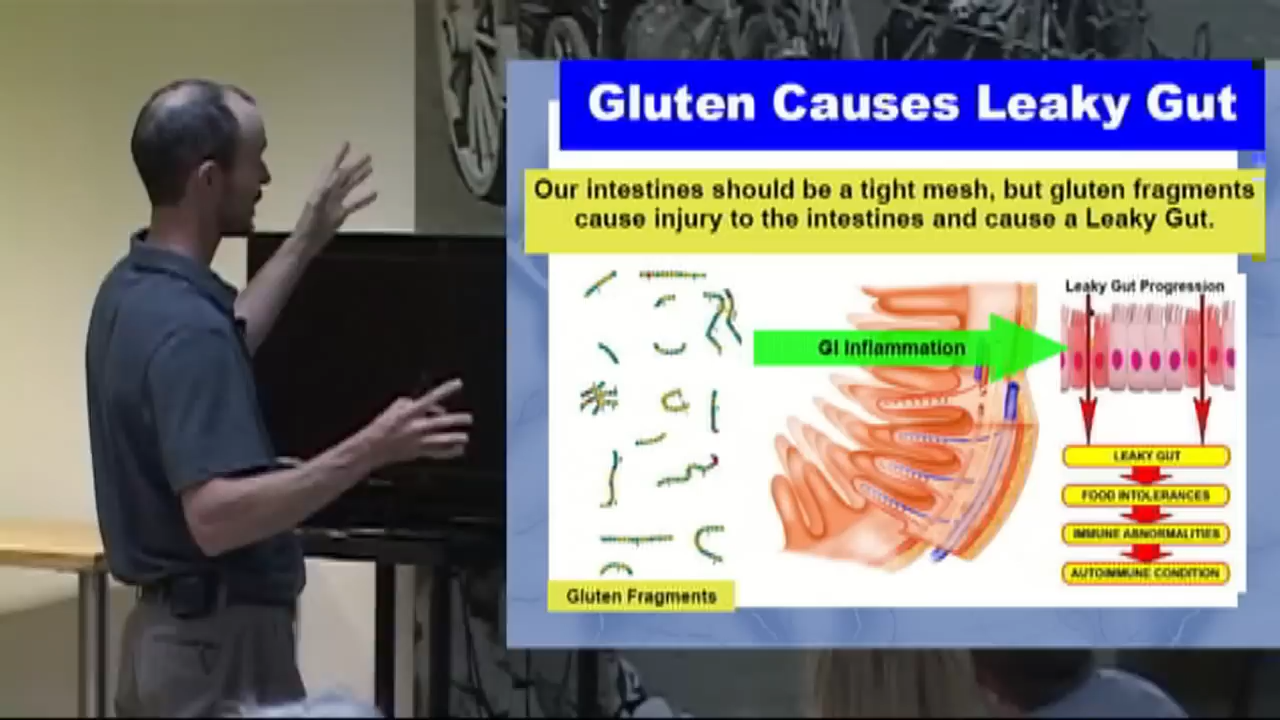 Gluten Causes Leaky Gut
Our intestines should be a tight mesh, but gluten fragments
cause injury to the intestines and cause a Leaky Gut.
Leaky Gut Progression
GI Inflammation
LEAKY GUT
FOOD INTOLERANCES
IMMUNE ABNORMALITIES
AUTOIMMUNE CONDITION
Gluten Fragments